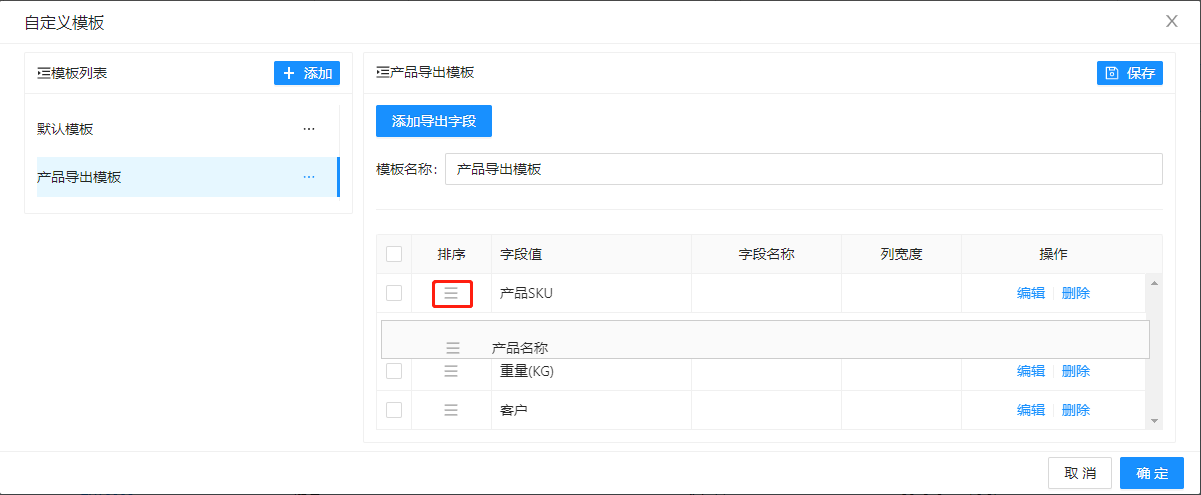 自定义模板
模板列表
添加
默认模板
产品导出模板
产品导出模板
保存
添加导出字段
模板名称: 产品导出模板
排序 字段值 字段名称 列宽度 操作
产品SKU 编辑 删除
产品名称
重量(KG) 编辑 删除
客户 编辑 删除
取消 确定